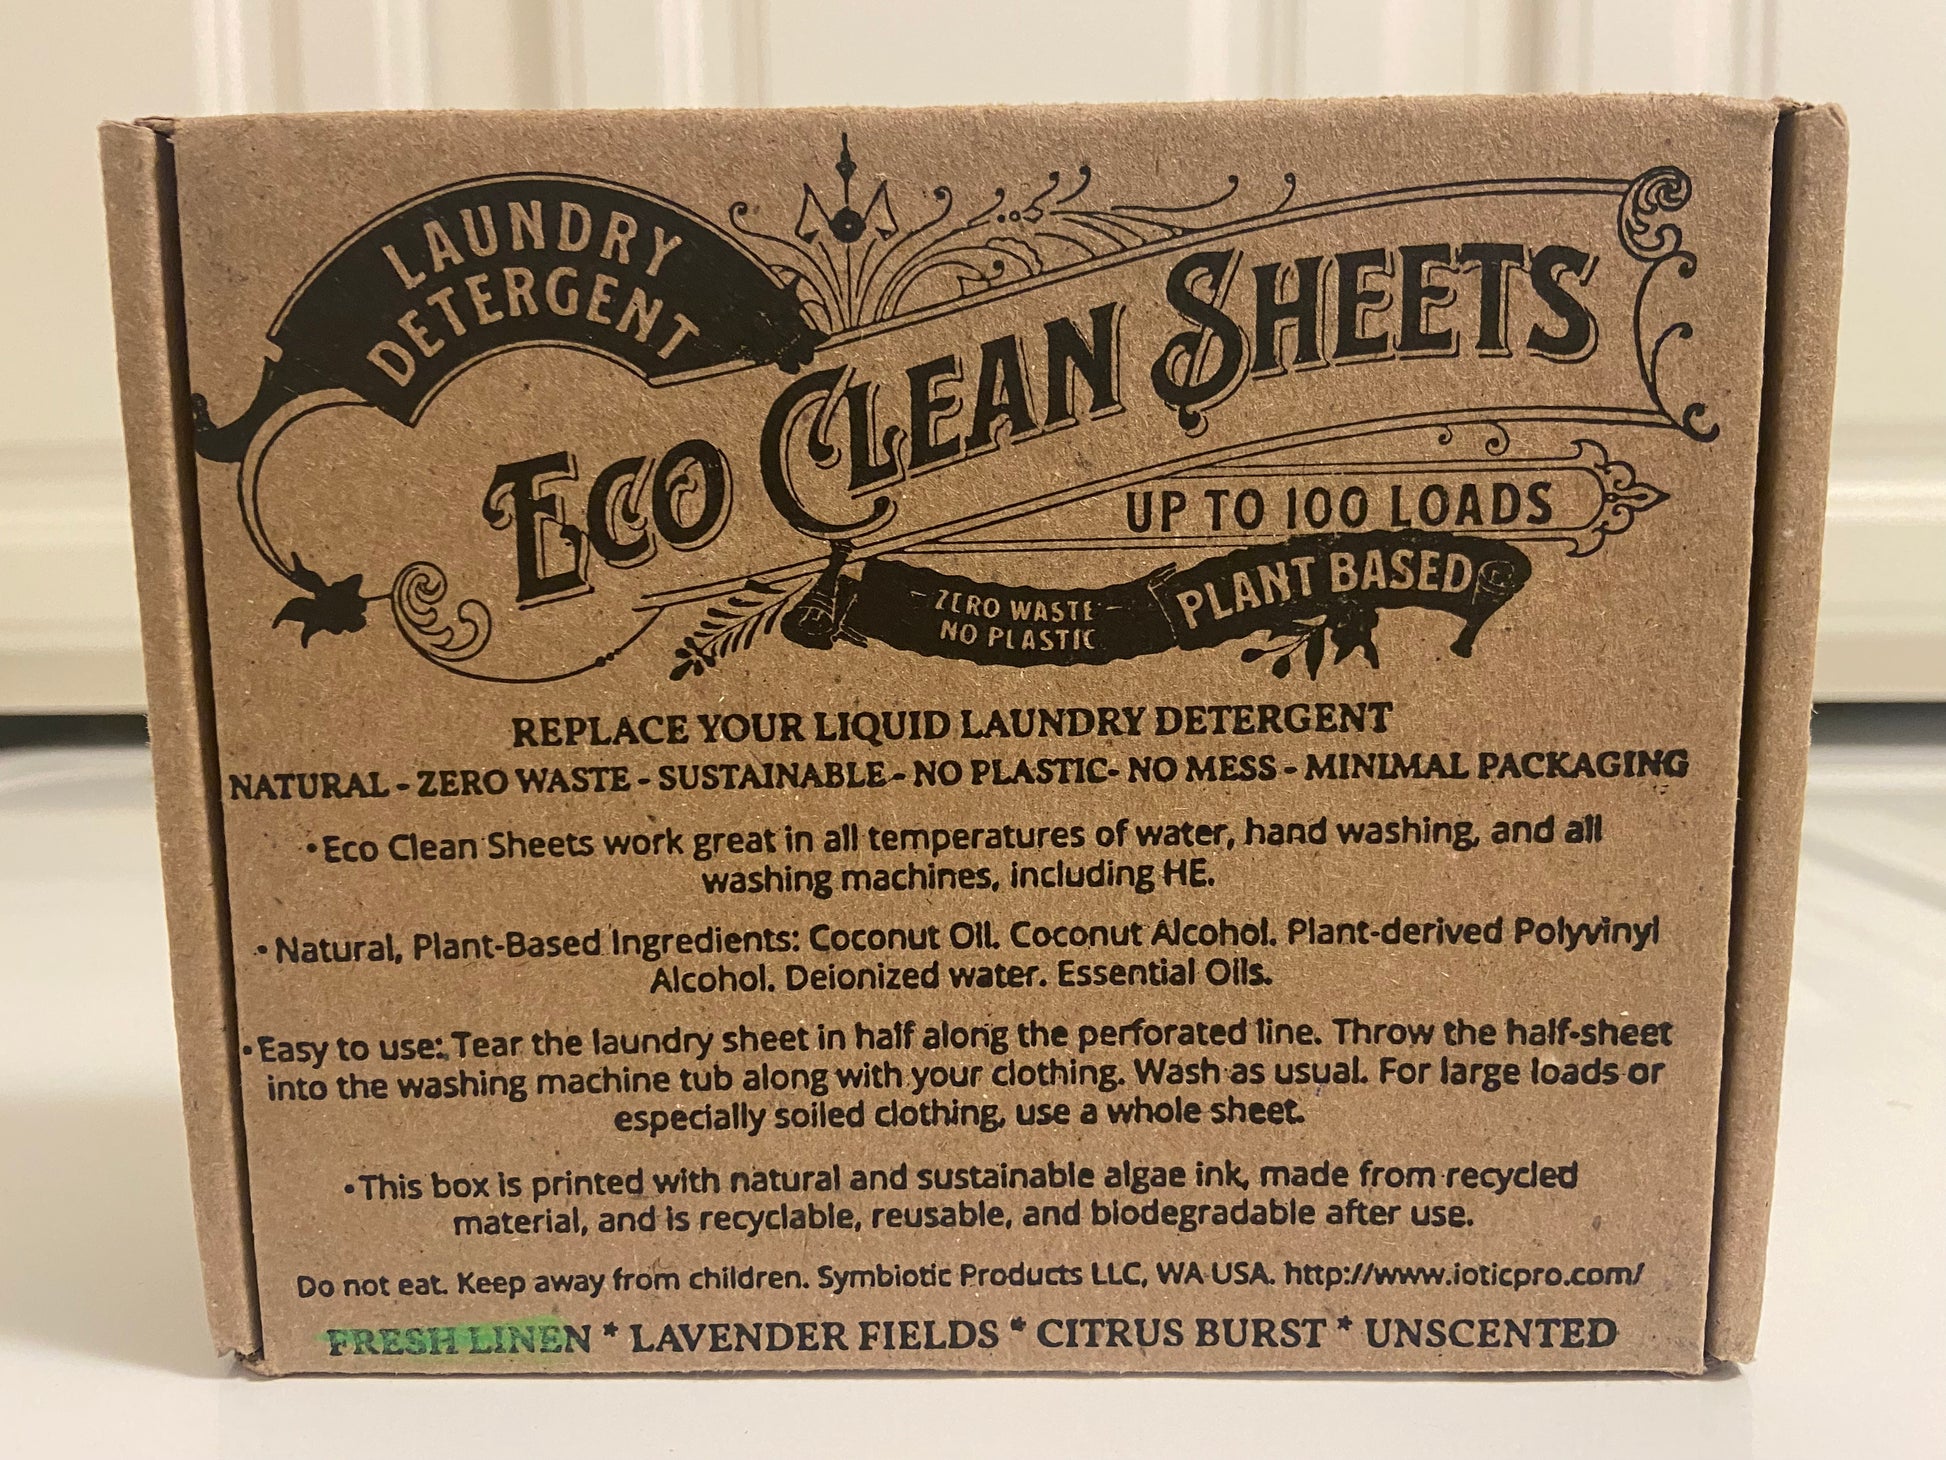 LAUNDRY
DETERGENT
ECO CLEAN SHEETS
UP TO 100 LOADS
PLANT BASED
- ZERO WASTE -
NO PLASTIC
REPLACE YOUR LIQUID LAUNDRY DETERGENT
NATURAL - ZERO WASTE - SUSTAINABLE - NO PLASTIC- NO MESS - MINIMAL PACKAGING
•Eco Clean Sheets work great in all temperatures of water, hand washing, and all
washing machines, including HE.
• Natural, Plant-Based Ingredients: Coconut Oil. Coconut Alcohol. Plant-derived Polyvinyl
Alcohol. Deionized water. Essential Oils.
•Easy to use: Tear the laundry sheet in half along the perforated line. Throw the half-sheet
into the washing machine tub along with your clothing. Wash as usual. For large loads or
especially soiled clothing, use a whole sheet.
•This box is printed with natural and sustainable algae ink, made from recycled
material, and is recyclable, reusable, and biodegradable after use.
Do not eat. Keep away from children. Symbiotic Products LLC, WA USA. http://www.ioticpro.com/
FRESH LINEN * LAVENDER FIELDS * CITRUS BURST * UNSCENTED